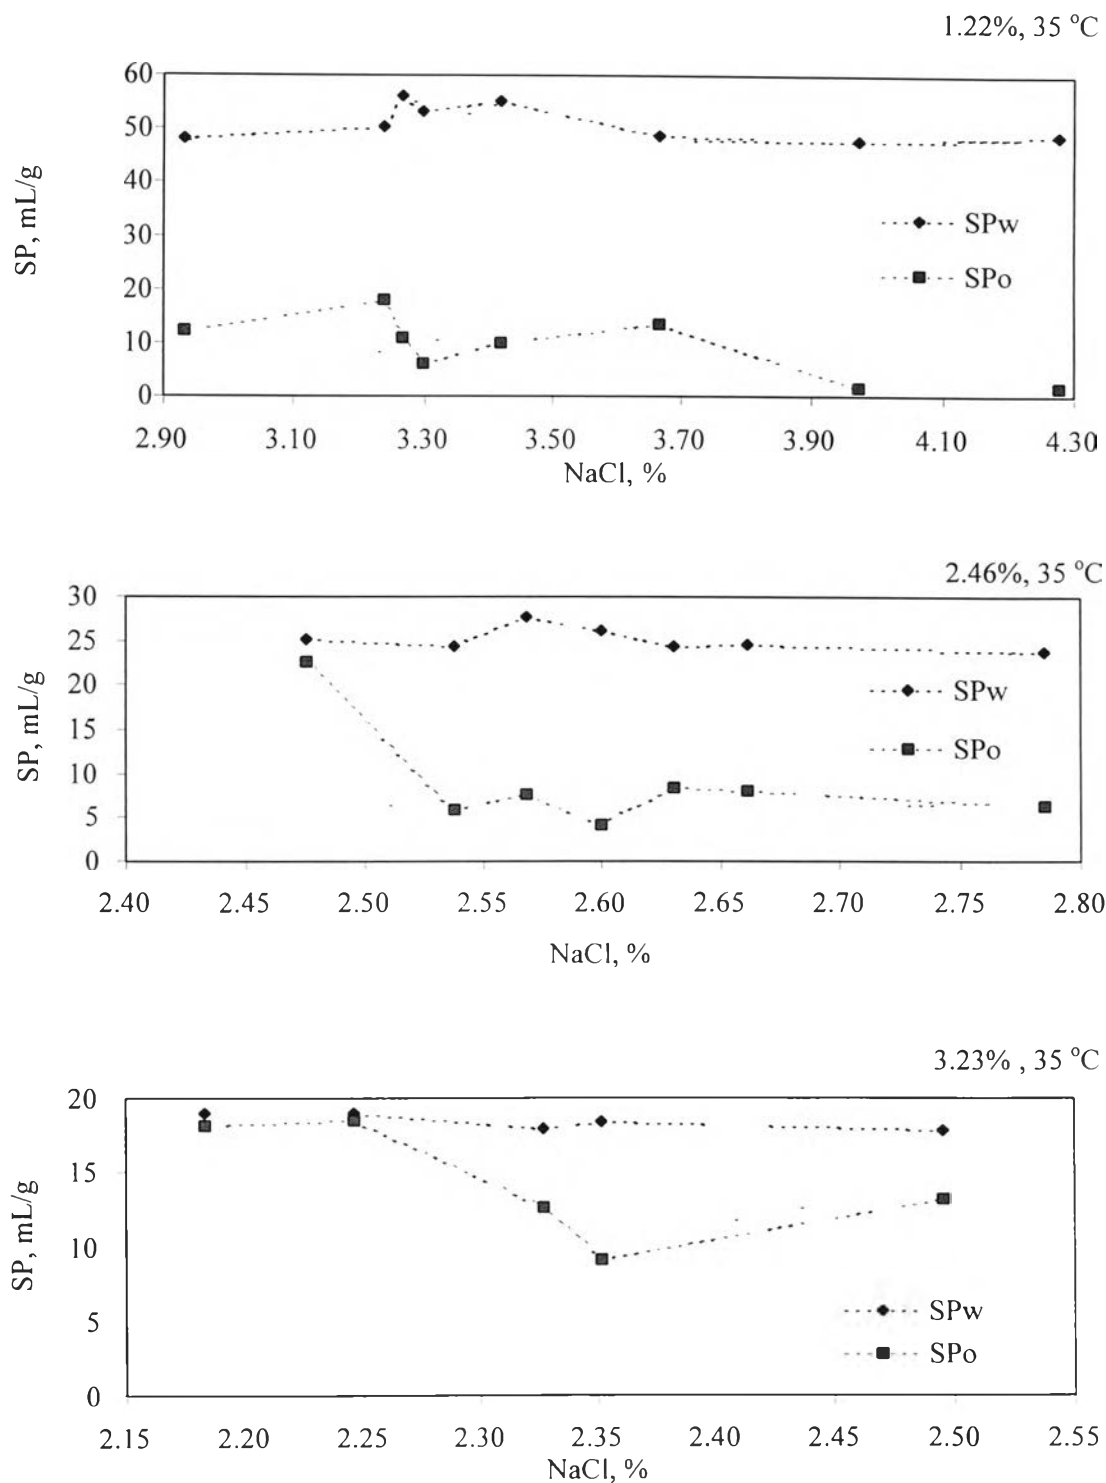 1.22%, 35 °C
60
50
40
30
20
10
0
SP, mL/g
SPw
SPo
2.90 3.10 3.30 3.50 3.70 3.90 4.10 4.30
NaCl, %
2.46%, 35 °C
30
25
20
15
10
5
0
SP, mL/g
SPw
SPo
2.40 2.45 2.50 2.55 2.60 2.65 2.70 2.75 2.80
NaCl, %
3.23% , 35 °C
20
15
10
5
0
SP, mL/g
SPw
SPo
2.15 2.20 2.25 2.30 2.35 2.40 2.45 2.50 2.55
NaCl, %